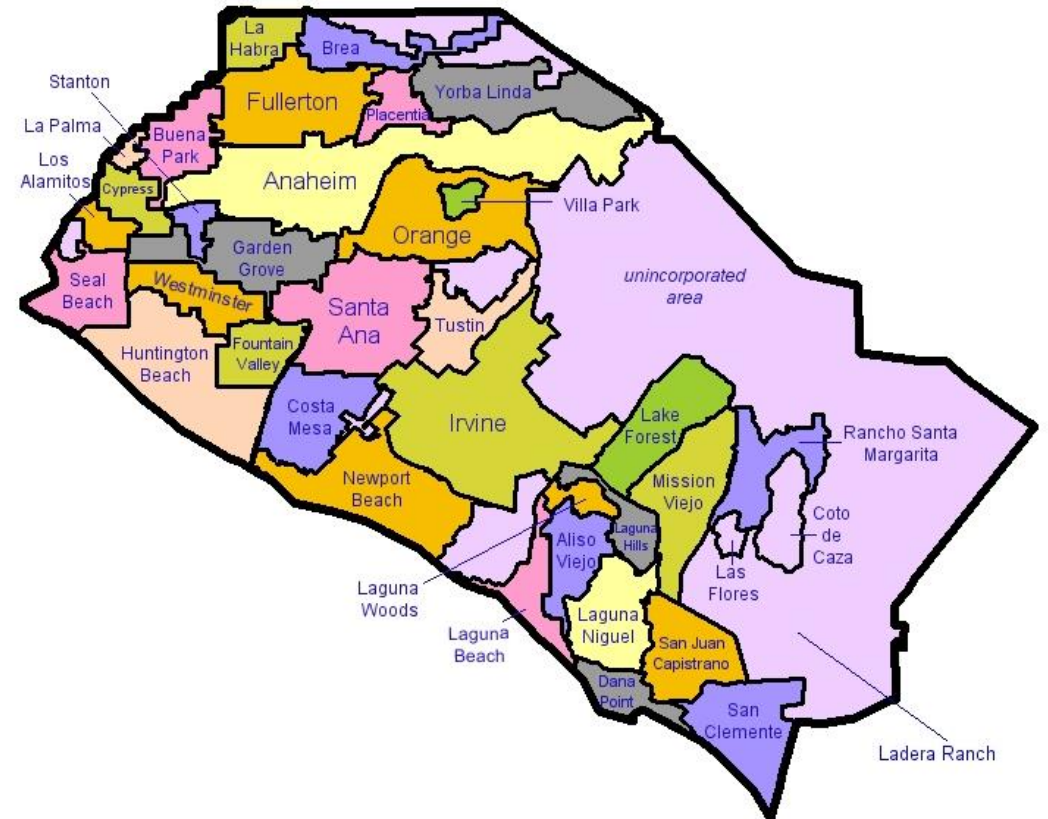 La
Habra
Brea
Stanton
Yorba Linda
Fullerton
Placentia
La Palma
Buena
Park
Los
Alamitos
Cypress
Anaheim
Villa Park
Orange
Garden
Grove
unincorporated
area
Seal
Beach
Westminster
Santa
Ana
Tustin
Huntington
Beach
Fountain
Valley
Costa
Mesa
Irvine
Lake
Forest
Rancho Santa
Margarita
Newport
Beach
Mission
Viejo
Coto
de
Caza
Laguna
Hills
Aliso
Viejo
Las
Flores
Laguna
Woods
Laguna
Niguel
Laguna
Beach
San Juan
Capistrano
Dana
Point
San
Clemente
Ladera Ranch